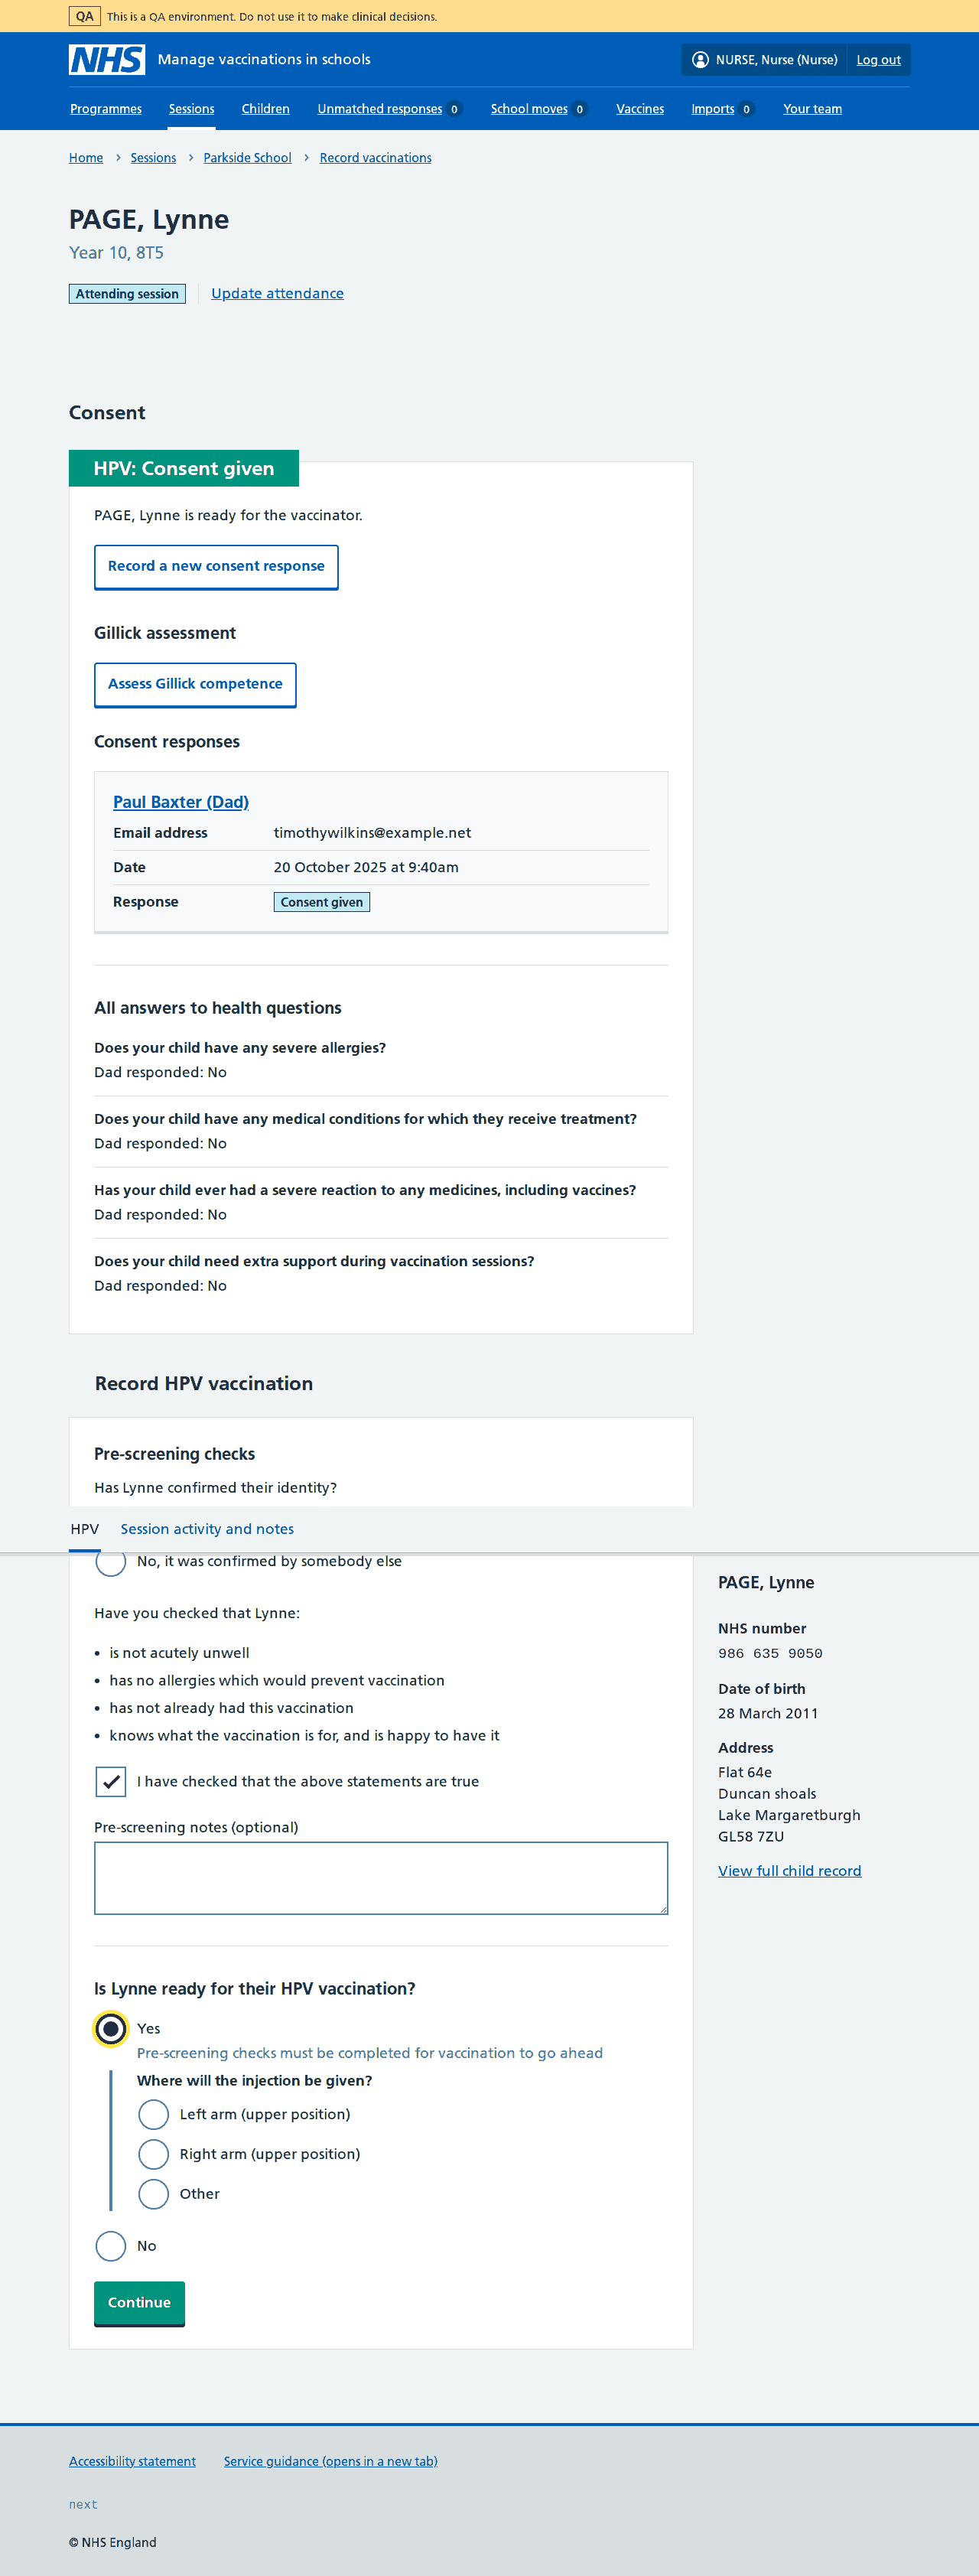 QA This is a QA environment. Do not use it to make clinical decisions.
NHS Manage vaccinations in schools
NURSE, Nurse (Nurse) Log out
Programmes Sessions Children Unmatched responses 0 School moves 0 Vaccines Imports 0 Your team
Home Sessions Parkside School Record vaccinations
PAGE, Lynne
Year 10, 8T5
Attending session Update attendance
Consent
HPV: Consent given
PAGE, Lynne is ready for the vaccinator.
Record a new consent response
Gillick assessment
Assess Gillick competence
Consent responses
Paul Baxter (Dad)
Email address timothywilkins@example.net
Date 20 October 2025 at 9:40am
Response Consent given
All answers to health questions
Does your child have any severe allergies?
Dad responded: No
Does your child have any medical conditions for which they receive treatment?
Dad responded: No
Has your child ever had a severe reaction to any medicines, including vaccines?
Dad responded: No
Does your child need extra support during vaccination sessions?
Dad responded: No
Record HPV vaccination
Pre-screening checks
Has Lynne confirmed their identity?
HPV Session activity and notes
No, it was confirmed by somebody else
Have you checked that Lynne:
• is not acutely unwell
• has no allergies which would prevent vaccination
• has not already had this vaccination
• knows what the vaccination is for, and is happy to have it
I have checked that the above statements are true
Pre-screening notes (optional)
Is Lynne ready for their HPV vaccination?
Yes
Pre-screening checks must be completed for vaccination to go ahead
Where will the injection be given?
Left arm (upper position)
Right arm (upper position)
Other
No
Continue
PAGE, Lynne
NHS number
986 635 9050
Date of birth
28 March 2011
Address
Flat 64e
Duncan shoals
Lake Margaretburgh
GL58 7ZU
View full child record
Accessibility statement Service guidance (opens in a new tab)
next
© NHS England